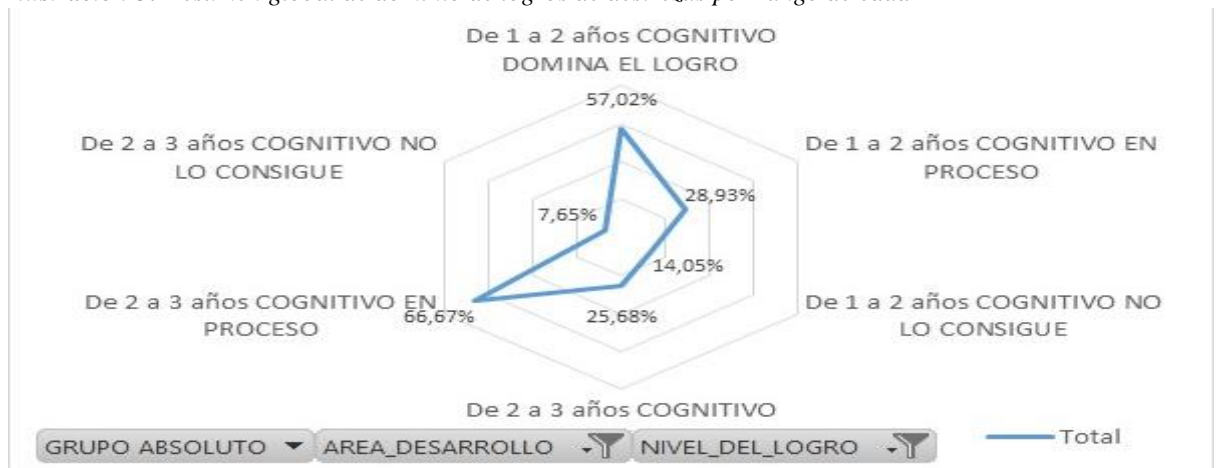 De 1 a 2 años COGNITIVO
DOMINA EL LOGRO
57,02%
De 2 a 3 años COGNITIVO NO
LO CONSIGUE
De 1 a 2 años COGNITIVO EN
PROCESO
28,93%
7,65%
14,05%
De 2 a 3 años COGNITIVO EN
PROCESO
66,67%
25,68%
De 1 a 2 años COGNITIVO NO
LO CONSIGUE
De 2 a 3 años COGNITIVO
GRUPO ABSOLUTO AREA_DESARROLLO NIVEL_DEL_LOGRO
Total